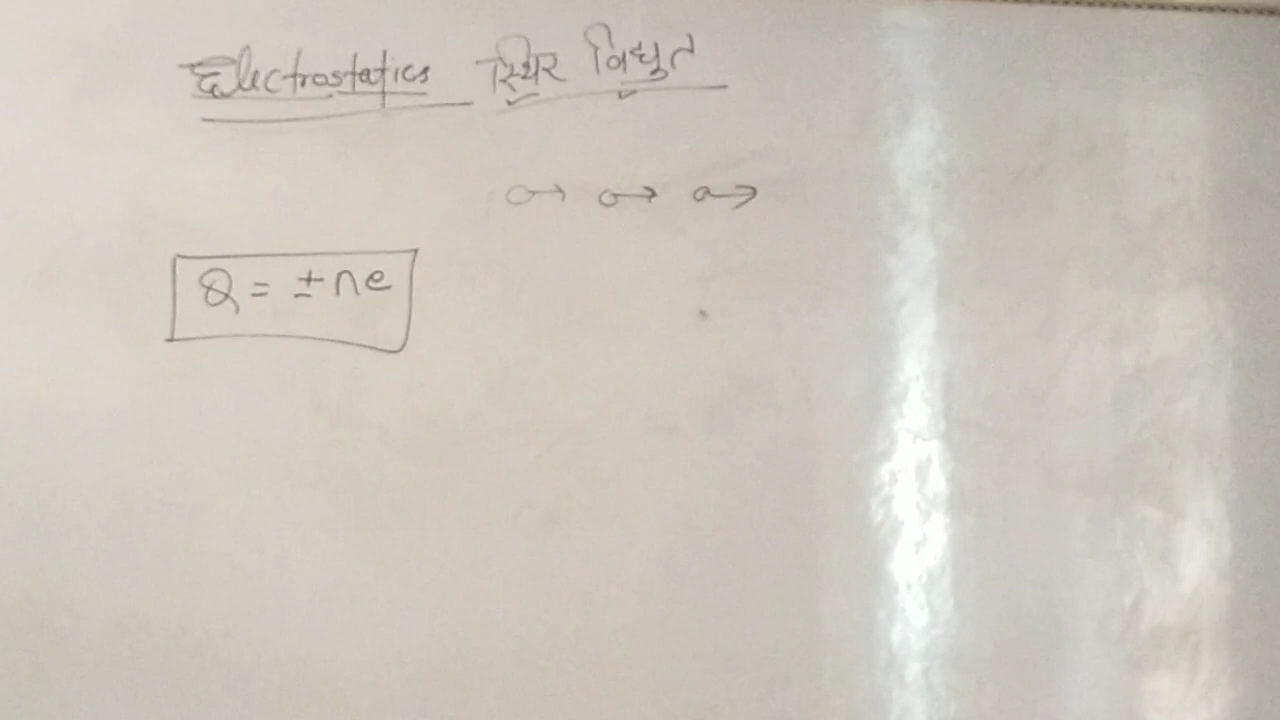 Electrostatics स्थिर विधुत
Q = ±ne